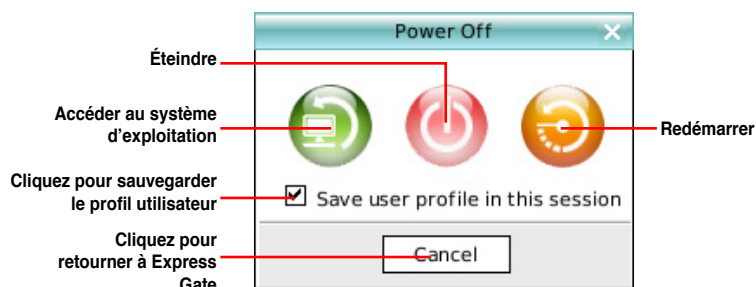 Power Off
Éteindre
Accéder au système
d'exploitation
Redémarrer
Cliquez pour sauvegarder
le profil utilisateur
Save user profile in this session
Cliquez pour
retourner à Express
Gate
Cancel